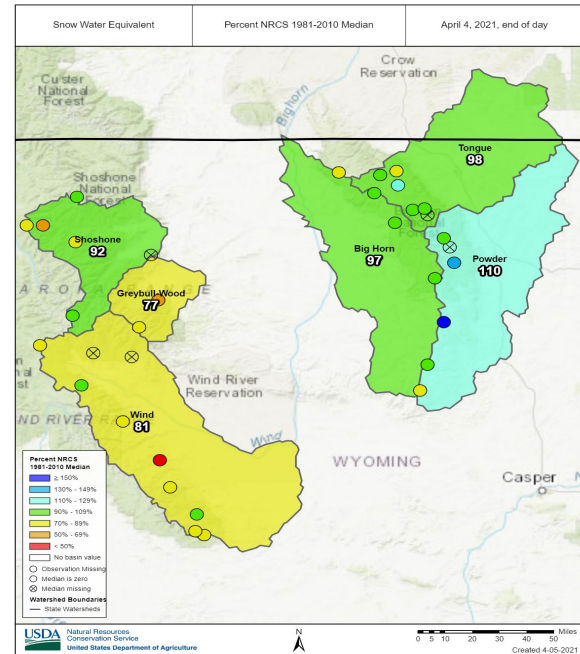 Snow Water Equivalent
Percent NRCS 1981-2010 Median
April 4, 2021, end of day
Crow
Reservation
Custer
National
Forest
Bighorn
Tongue
98
Shoshone
National
Forest
Shoshone
92
Big Horn
97
Powder
110
Greybull-Wood
77
RANGE
Wind River
Reservation
WIND RIVER
Wind
81
Wind
WYOMING
Casper
Percent NRCS
1981-2010 Median
≥ 150%
130% - 149%
110% - 129%
90% - 109%
70% - 89%
50% - 69%
< 50%
No basin value
Observation Missing
Median is zero
Median missing
Watershed Boundaries
State Watersheds
USDA Natural Resources
Conservation Service
United States Department of Agriculture
N
Miles
0 5 10 20 30 40 50
Created 4-05-2021